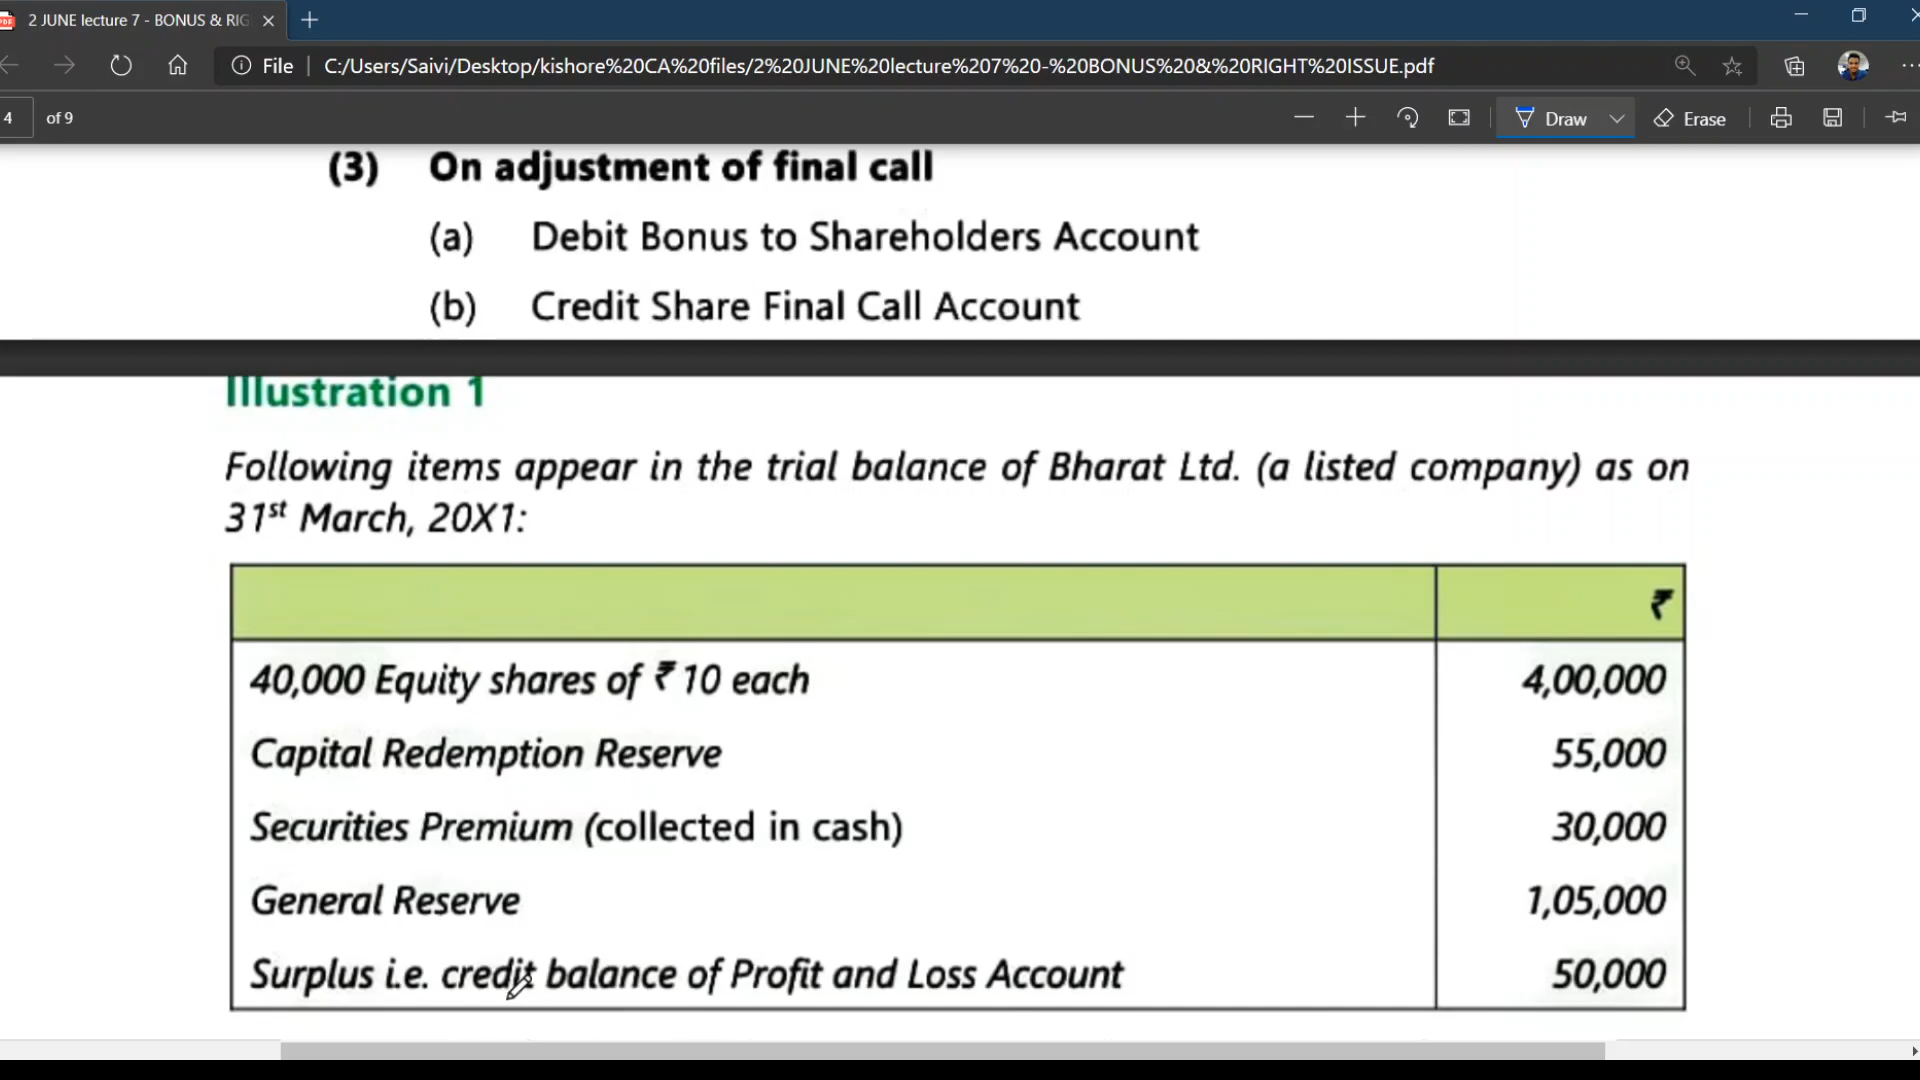 2 JUNE lecture 7 - BONUS & RIG
File
C:/Users/Saivi/Desktop/kishore%20CA%20files/2%20JUNE%20lecture%207%20-%20BONUS%20&%20RIGHT%20ISSUE.pdf
4 of 9
Draw
Erase
(3) On adjustment of final call
(a) Debit Bonus to Shareholders Account
(b) Credit Share Final Call Account
Illustration 1
Following items appear in the trial balance of Bharat Ltd. (a listed company) as on
31st March, 20X1:
₹
40,000 Equity shares of ₹ 10 each 4,00,000
Capital Redemption Reserve 55,000
Securities Premium (collected in cash) 30,000
General Reserve 1,05,000
Surplus i.e. credit balance of Profit and Loss Account 50,000